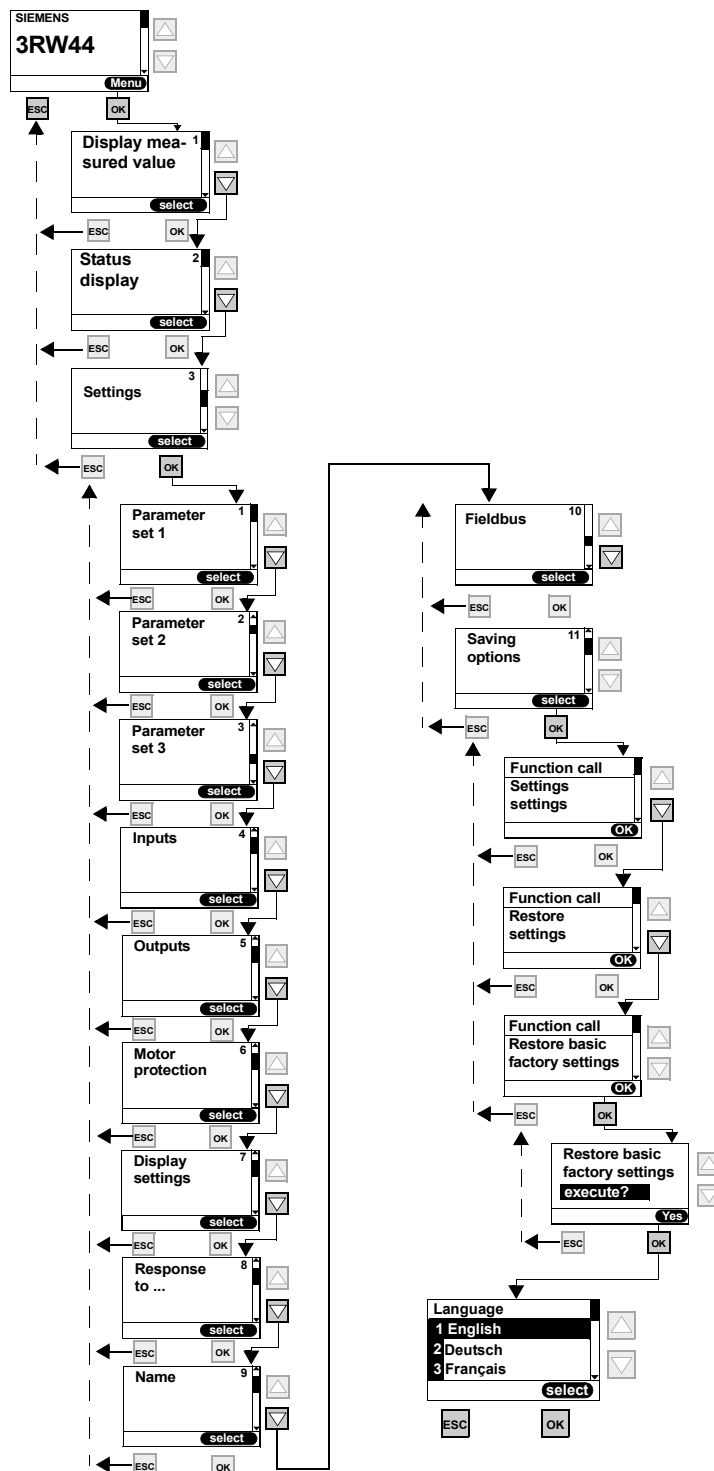 SIEMENS
3RW44
Menu
ESC
OK
Display mea-
sured value
1
select
ESC
OK
Status
display
2
select
ESC
OK
Settings
3
select
ESC
OK
Parameter
set 1
1
select
ESC
OK
Parameter
set 2
2
select
ESC
OK
Parameter
set 3
3
select
ESC
OK
Inputs
4
select
ESC
OK
Outputs
5
select
ESC
OK
Motor
protection
6
select
ESC
OK
Display
settings
7
select
ESC
OK
Response
to ...
8
select
ESC
OK
Name
9
select
ESC
OK
Fieldbus
10
select
ESC
OK
Saving
options
11
select
ESC
OK
Function call
Settings
settings
OK
ESC
OK
Function call
Restore
settings
OK
ESC
OK
Function call
Restore basic
factory settings
OK
ESC
OK
Restore basic
factory settings
execute?
Yes
ESC
OK
Language
1 English
2 Deutsch
3 Français
select
ESC
OK